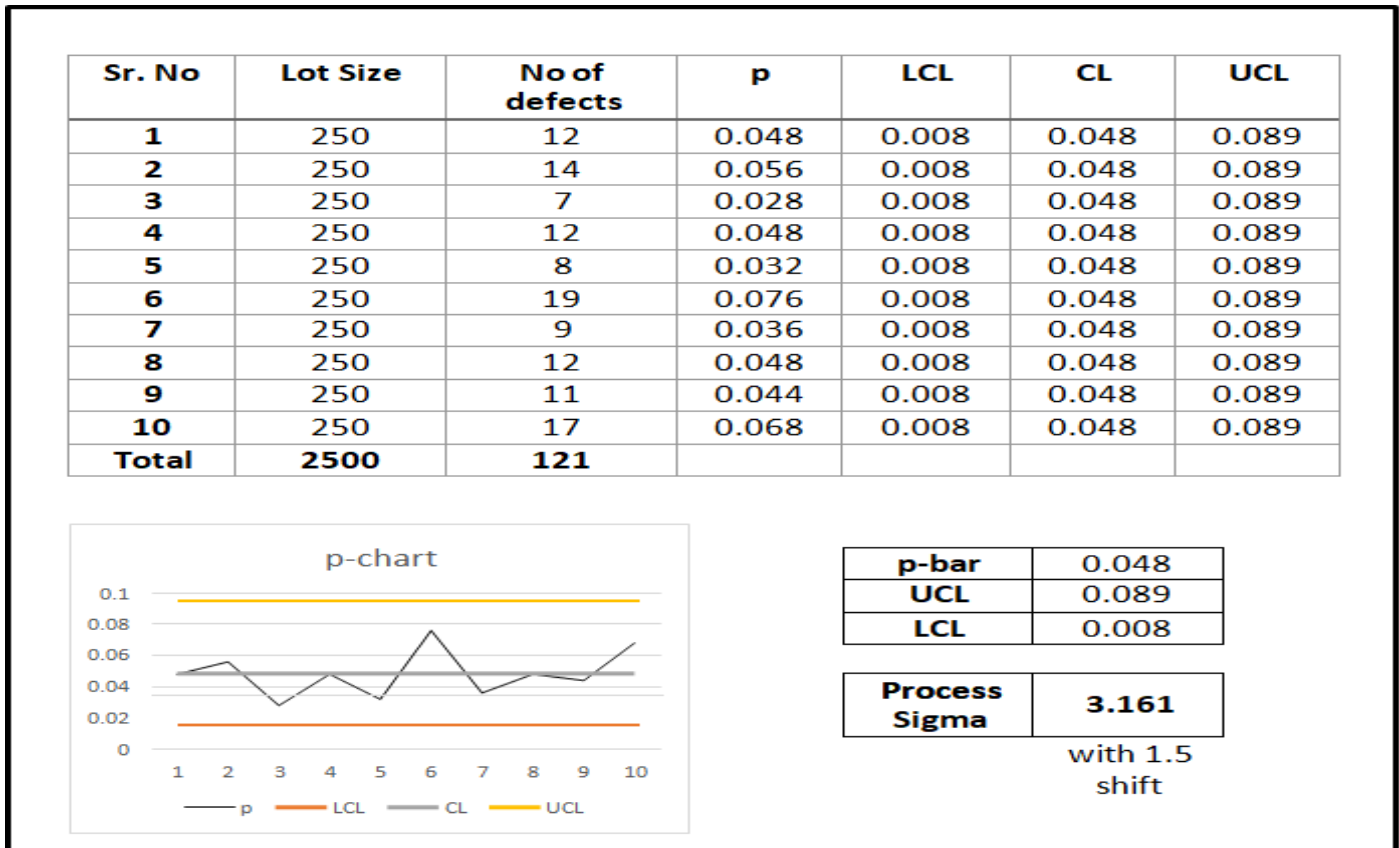 Sr. No Lot Size No of defects p LCL CL UCL
1 250 12 0.048 0.008 0.048 0.089
2 250 14 0.056 0.008 0.048 0.089
3 250 7 0.028 0.008 0.048 0.089
4 250 12 0.048 0.008 0.048 0.089
5 250 8 0.032 0.008 0.048 0.089
6 250 19 0.076 0.008 0.048 0.089
7 250 9 0.036 0.008 0.048 0.089
8 250 12 0.048 0.008 0.048 0.089
9 250 11 0.044 0.008 0.048 0.089
10 250 17 0.068 0.008 0.048 0.089
Total 2500 121
p-chart
0.1
0.08
0.06
0.04
0.02
0
1 2 3 4 5 6 7 8 9 10
p LCL CL UCL
p-bar 0.048
UCL 0.089
LCL 0.008
Process Sigma 3.161
with 1.5
shift